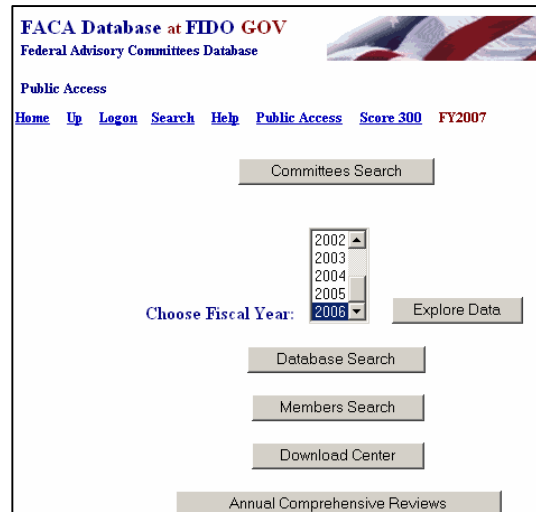 FACA Database at FIDO GOV
Federal Advisory Committees Database
Public Access
Home Up Logon Search Help Public Access Score 300 FY2007
Committees Search
2002
2003
2004
2005
Choose Fiscal Year: 2006 Explore Data
Database Search
Members Search
Download Center
Annual Comprehensive Reviews